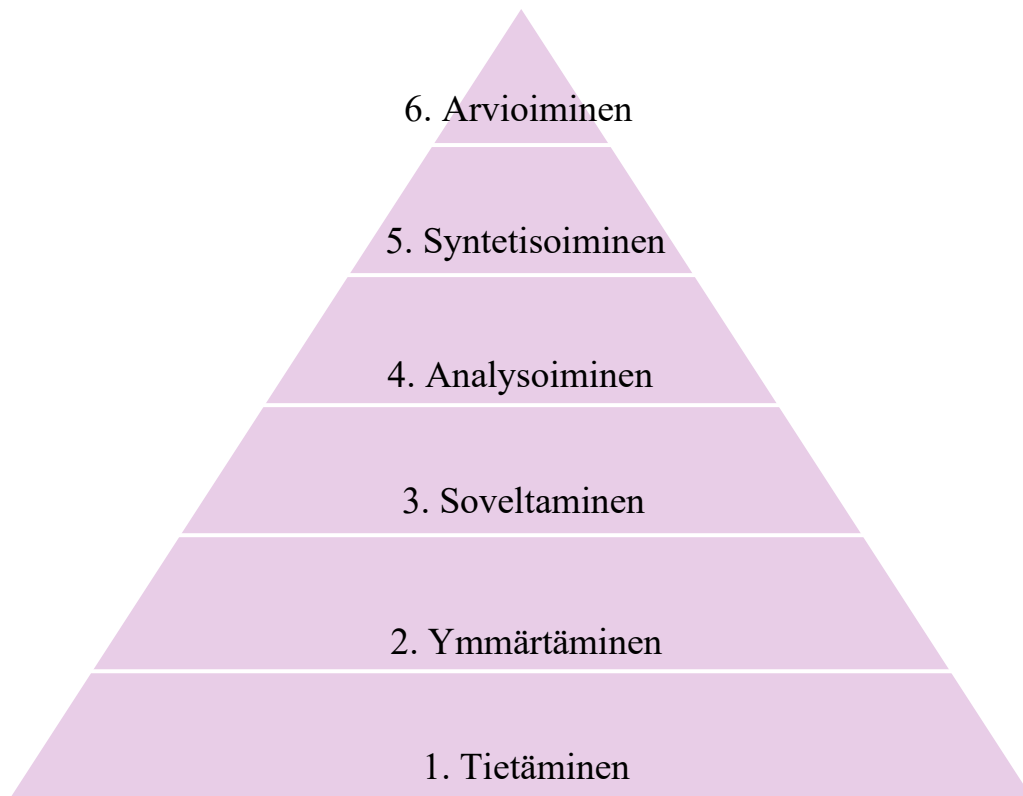 6. Arvioiminen
5. Syntetisoiminen
4. Analysoiminen
3. Soveltaminen
2. Ymmärtäminen
1. Tietäminen